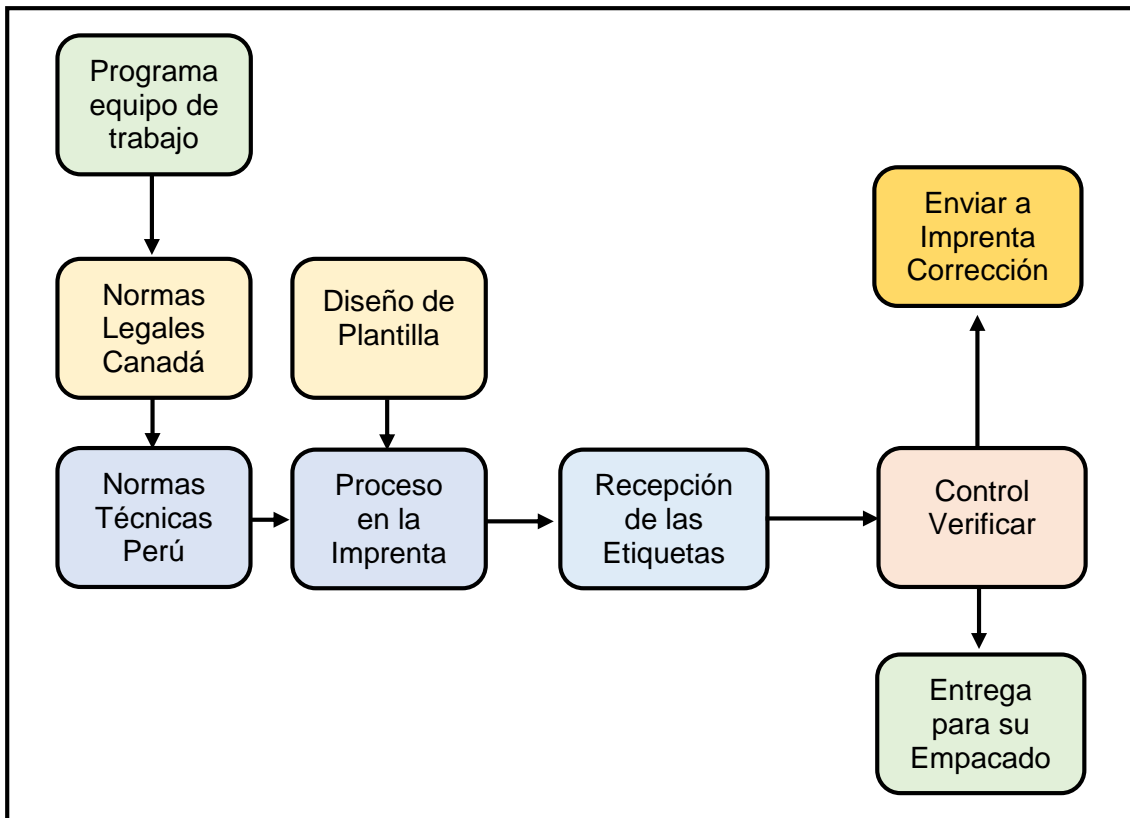 Programa
equipo de
trabajo
Enviar a
Imprenta
Corrección
Normas
Legales
Canadá
Diseño de
Plantilla
Normas
Técnicas
Perú
Proceso
en la
Imprenta
Recepción
de las
Etiquetas
Control
Verificar
Entrega
para su
Empacado